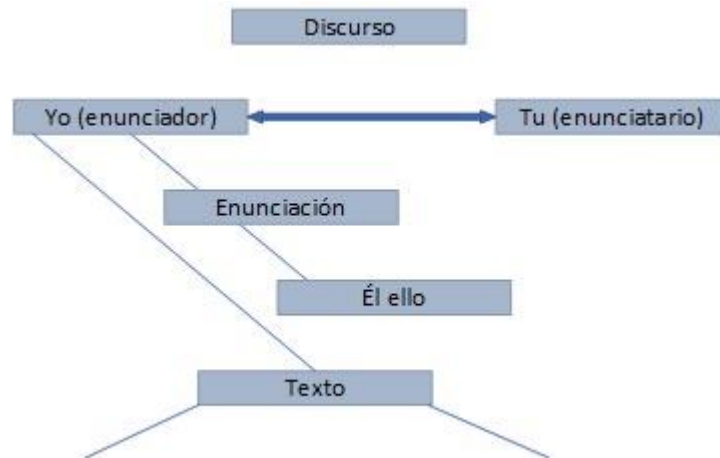 Discurso
Yo (enunciador)
Tu (enunciatario)
Enunciación
Él ello
Texto